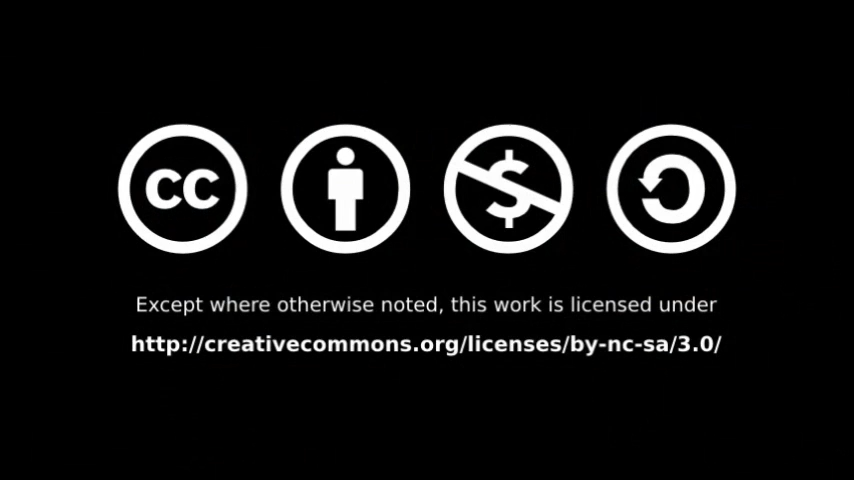 cc
$
Except where otherwise noted, this work is licensed under
http://creativecommons.org/licenses/by-nc-sa/3.0/